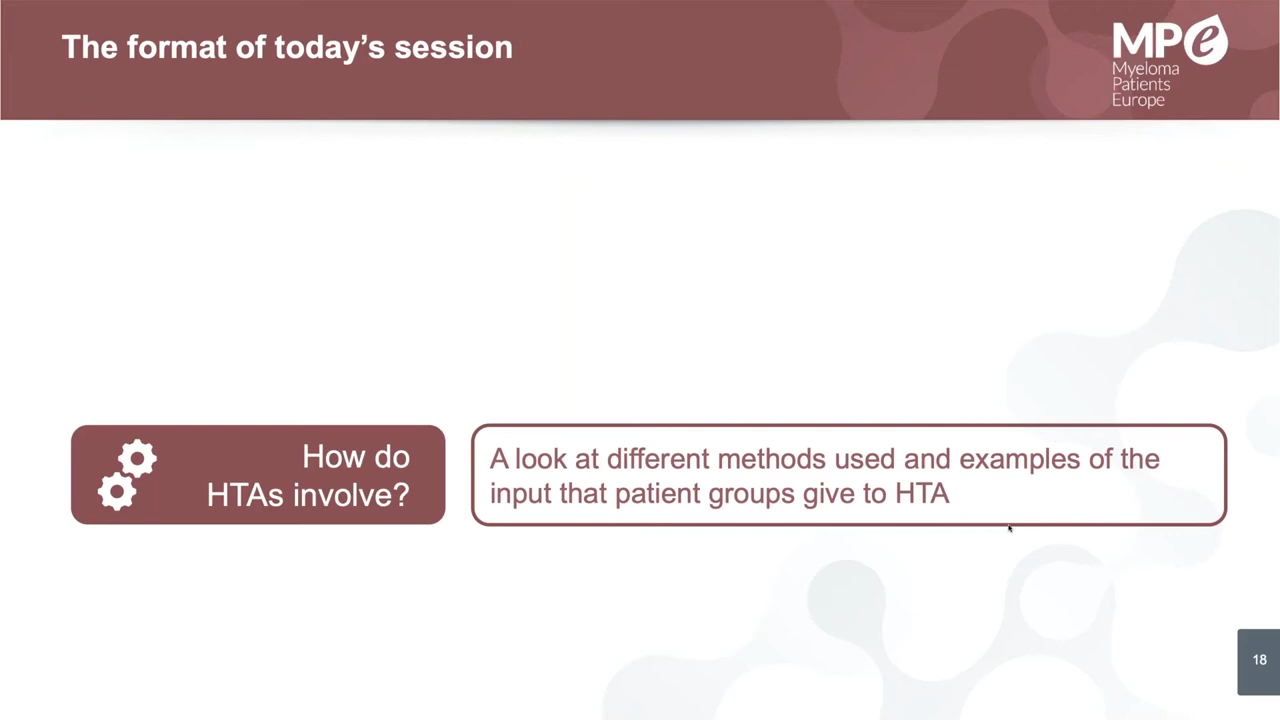 The format of today's session
MPe
Myeloma
Patients
Europe
How do
HTAs involve?
A look at different methods used and examples of the
input that patient groups give to HTA
18